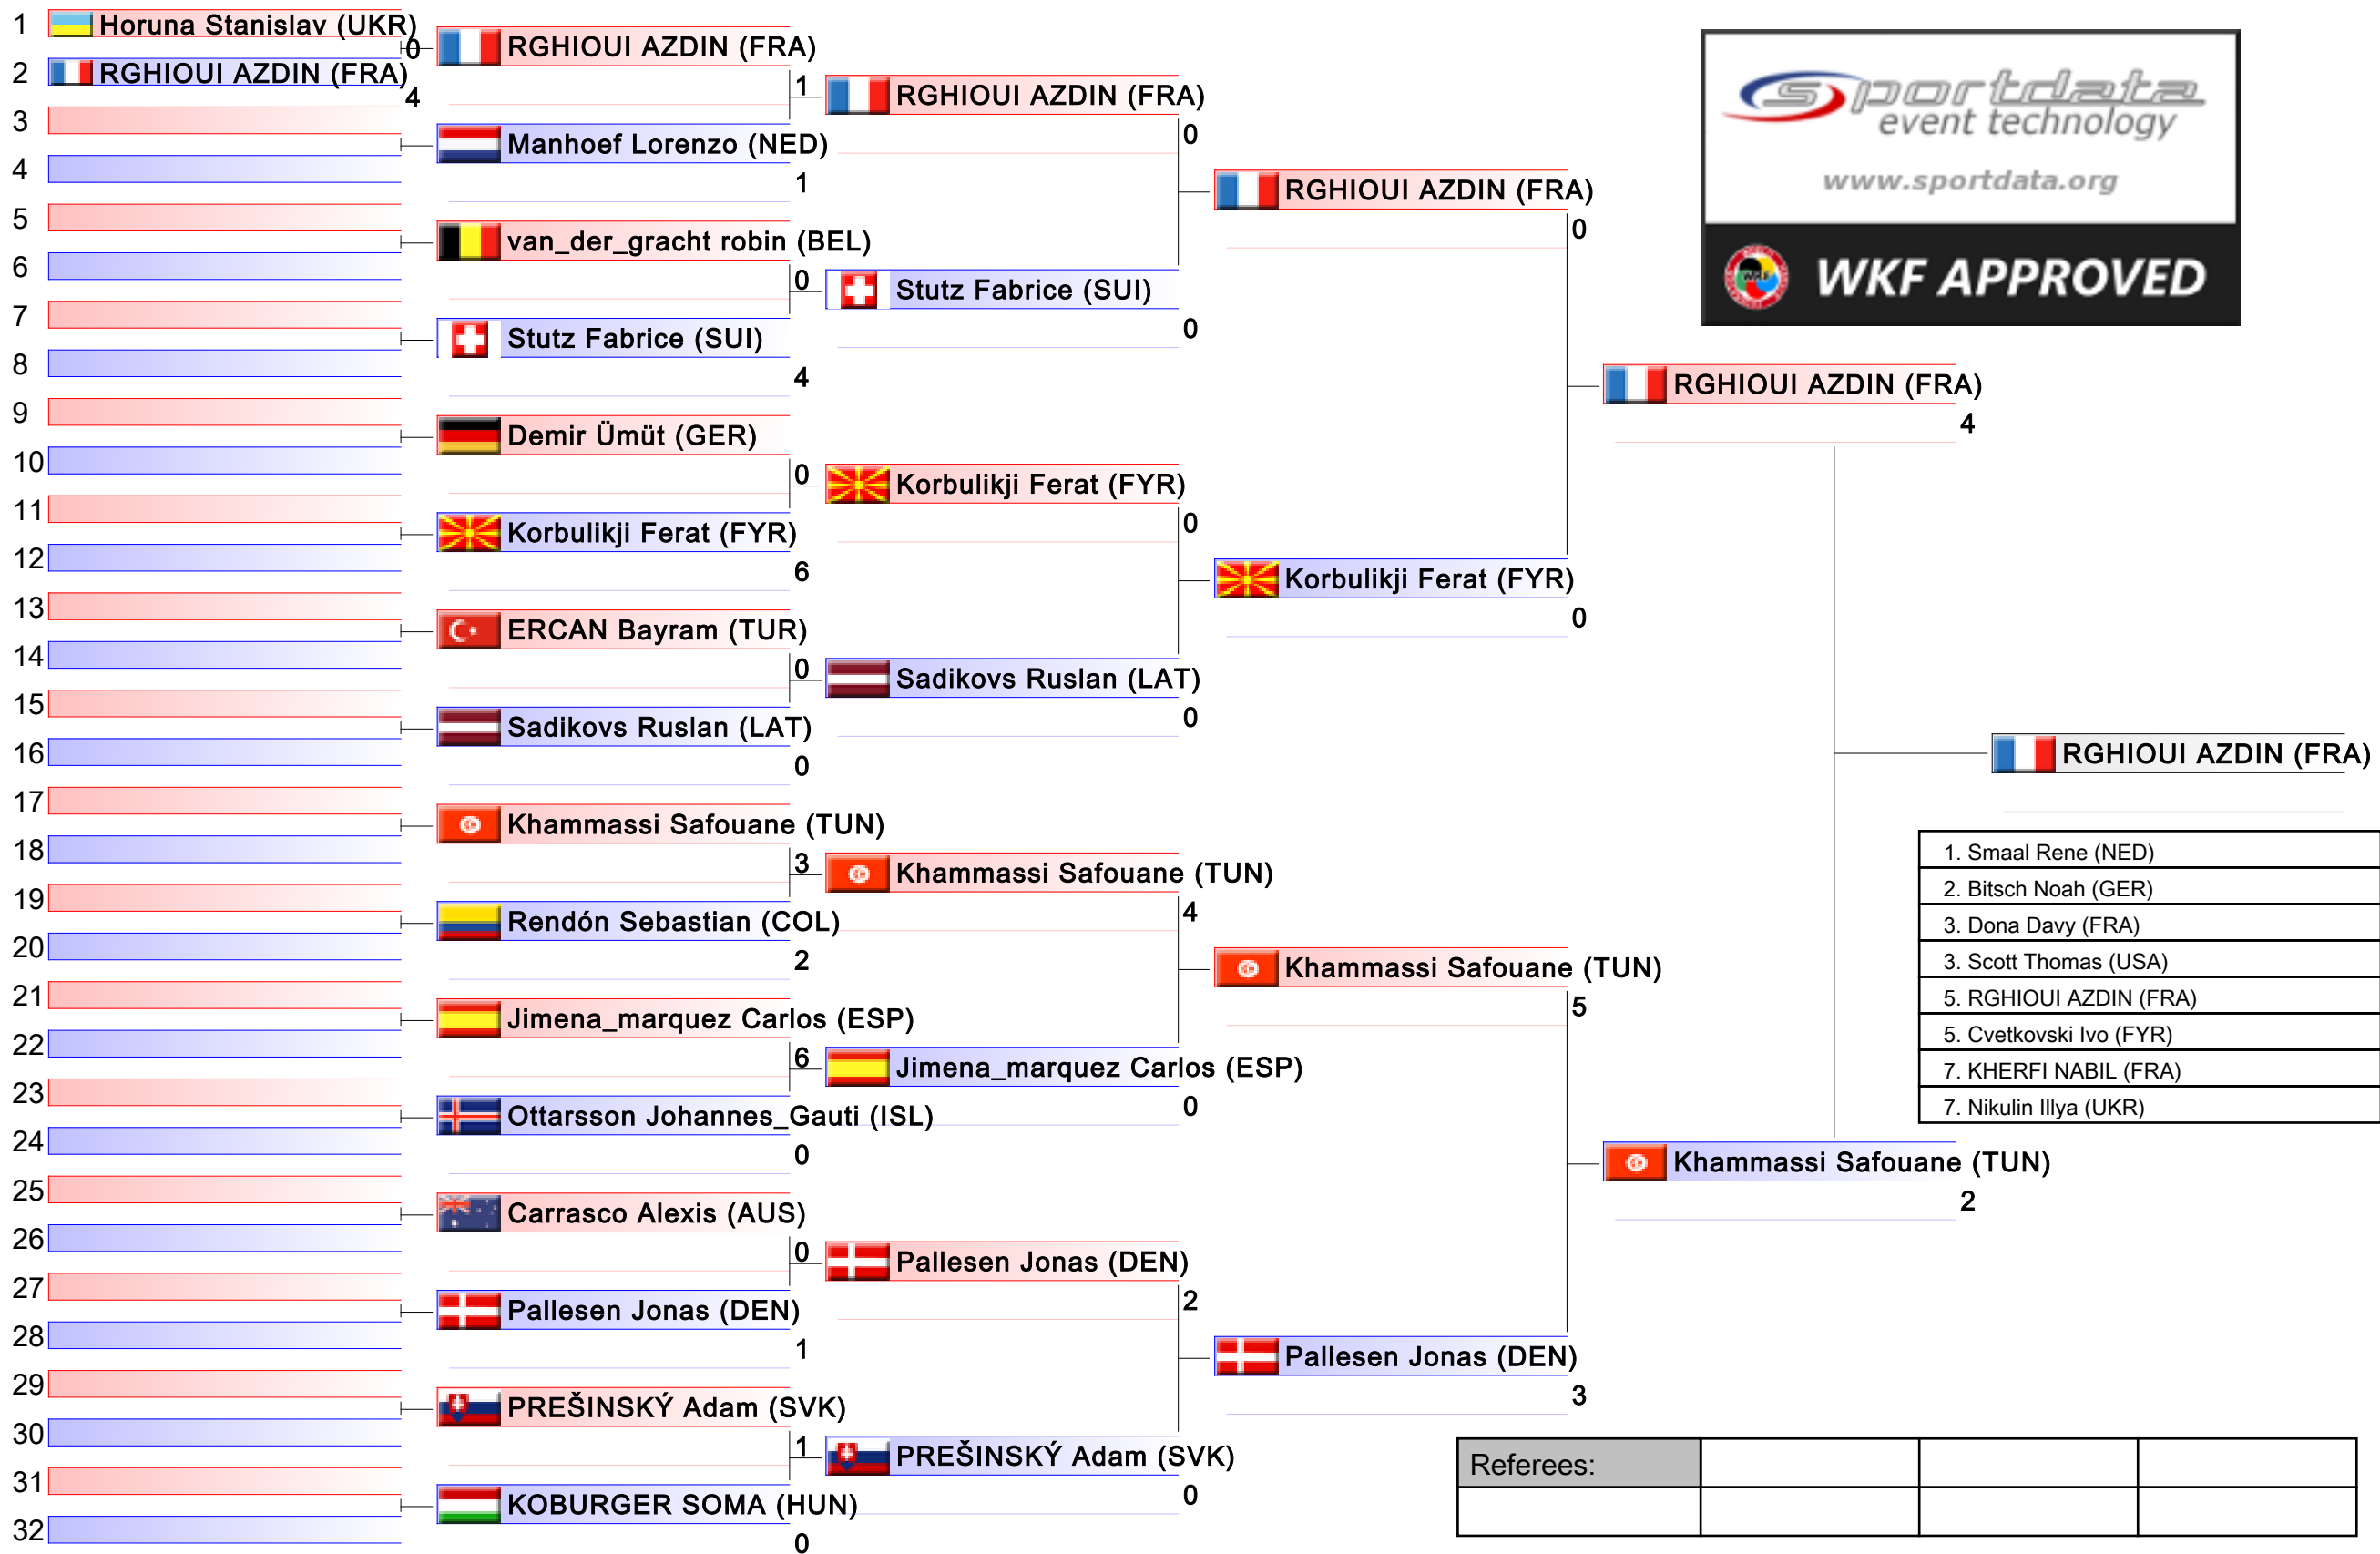 1
Horuna Stanislav (UKR)
0
2
RGHIOUI AZDIN (FRA)
4
3
4
5
6
7
8
9
10
11
12
13
14
15
16
17
18
19
20
21
22
23
24
25
26
27
28
29
30
31
32
RGHIOUI AZDIN (FRA)
1
Manhoef Lorenzo (NED)
1
van_der_gracht robin (BEL)
0
Stutz Fabrice (SUI)
4
Demir Ümüt (GER)
0
Korbulikji Ferat (FYR)
6
ERCAN Bayram (TUR)
0
Sadikovs Ruslan (LAT)
0
Khammassi Safouane (TUN)
3
Rendón Sebastian (COL)
2
Jimena_marquez Carlos (ESP)
6
Ottarsson Johannes_Gauti (ISL)
0
Carrasco Alexis (AUS)
0
Pallesen Jonas (DEN)
1
PREŠINSKÝ Adam (SVK)
1
KOBURGER SOMA (HUN)
0
RGHIOUI AZDIN (FRA)
0
Stutz Fabrice (SUI)
0
Korbulikji Ferat (FYR)
0
Sadikovs Ruslan (LAT)
0
Khammassi Safouane (TUN)
4
Jimena_marquez Carlos (ESP)
0
Pallesen Jonas (DEN)
2
PREŠINSKÝ Adam (SVK)
0
RGHIOUI AZDIN (FRA)
0
Korbulikji Ferat (FYR)
0
Khammassi Safouane (TUN)
5
Pallesen Jonas (DEN)
3
RGHIOUI AZDIN (FRA)
4
Khammassi Safouane (TUN)
2
RGHIOUI AZDIN (FRA)
sportdata
event technology
www.sportdata.org
WKF
WKF APPROVED
1. Smaal Rene (NED)
2. Bitsch Noah (GER)
3. Dona Davy (FRA)
3. Scott Thomas (USA)
5. RGHIOUI AZDIN (FRA)
5. Cvetkovski Ivo (FYR)
7. KHERFI NABIL (FRA)
7. Nikulin Illya (UKR)
Referees: